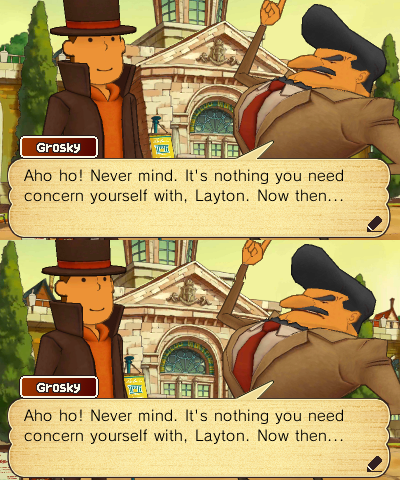 Grosky
Aho ho! Never mind. It's nothing you need
concern yourself with, Layton. Now then...
Grosky
Aho ho! Never mind. It's nothing you need
concern yourself with, Layton. Now then...